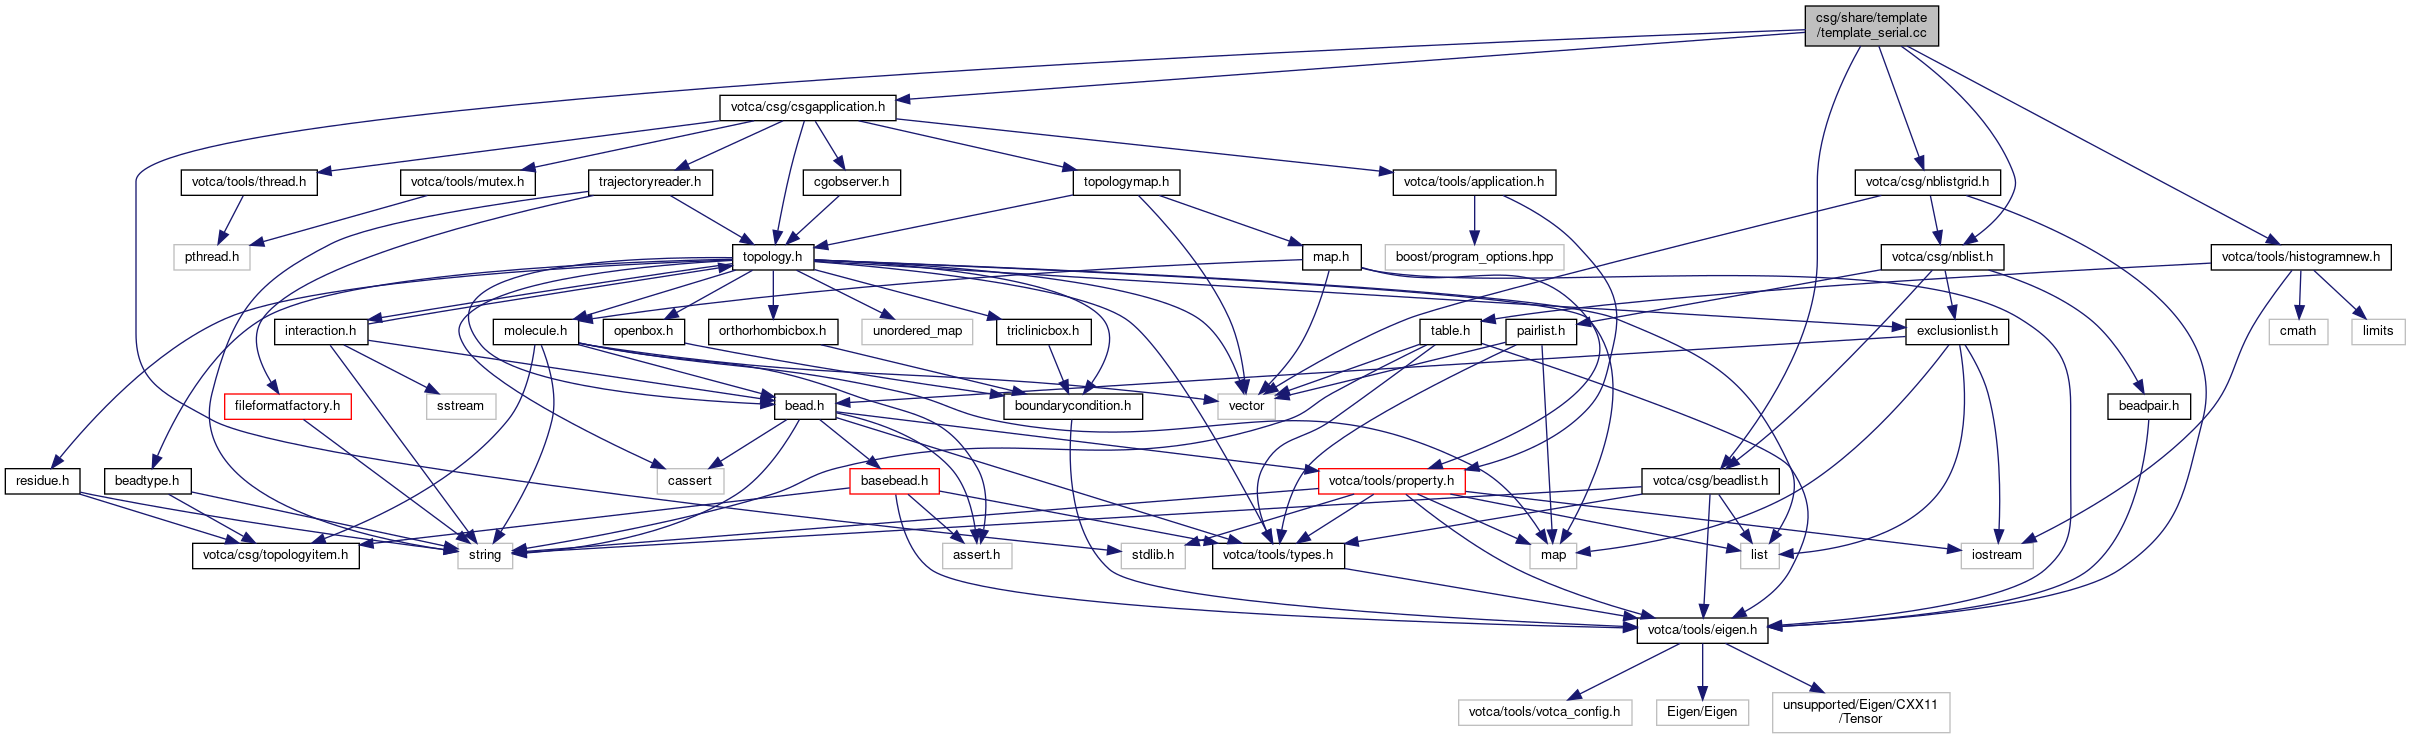 csg/share/template
/template_serial.cc
votca/csg/csgapplication.h
votca/tools/thread.h
votca/tools/mutex.h
trajectoryreader.h
cgobserver.h
topologymap.h
votca/tools/application.h
votca/csg/nblistgrid.h
pthread.h
topology.h
map.h
boost/program_options.hpp
votca/csg/nblist.h
votca/tools/histogramnew.h
interaction.h
molecule.h
openbox.h
orthorhombicbox.h
unordered_map
triclinicbox.h
table.h
pairlist.h
exclusionlist.h
cmath
limits
fileformatfactory.h
sstream
bead.h
boundarycondition.h
vector
beadpair.h
residue.h
beadtype.h
cassert
basebead.h
votca/tools/property.h
votca/csg/beadlist.h
votca/csg/topologyitem.h
string
assert.h
stdlib.h
votca/tools/types.h
map
list
iostream
votca/tools/eigen.h
votca/tools/votca_config.h
Eigen/Eigen
unsupported/Eigen/CXX11
/Tensor